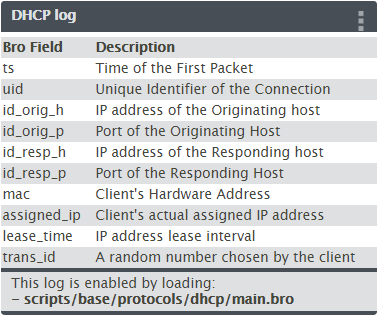 DHCP log
Bro Field Description
ts Time of the First Packet
uid Unique Identifier of the Connection
id_orig_h IP address of the Originating host
id_orig_p Port of the Originating Host
id_resp_h IP address of the Responding host
id_resp_p Port of the Responding Host
mac Client's Hardware Address
assigned_ip Client's actual assigned IP address
lease_time IP address lease interval
trans_id A random number chosen by the client
This log is enabled by loading:
– scripts/base/protocols/dhcp/main.bro